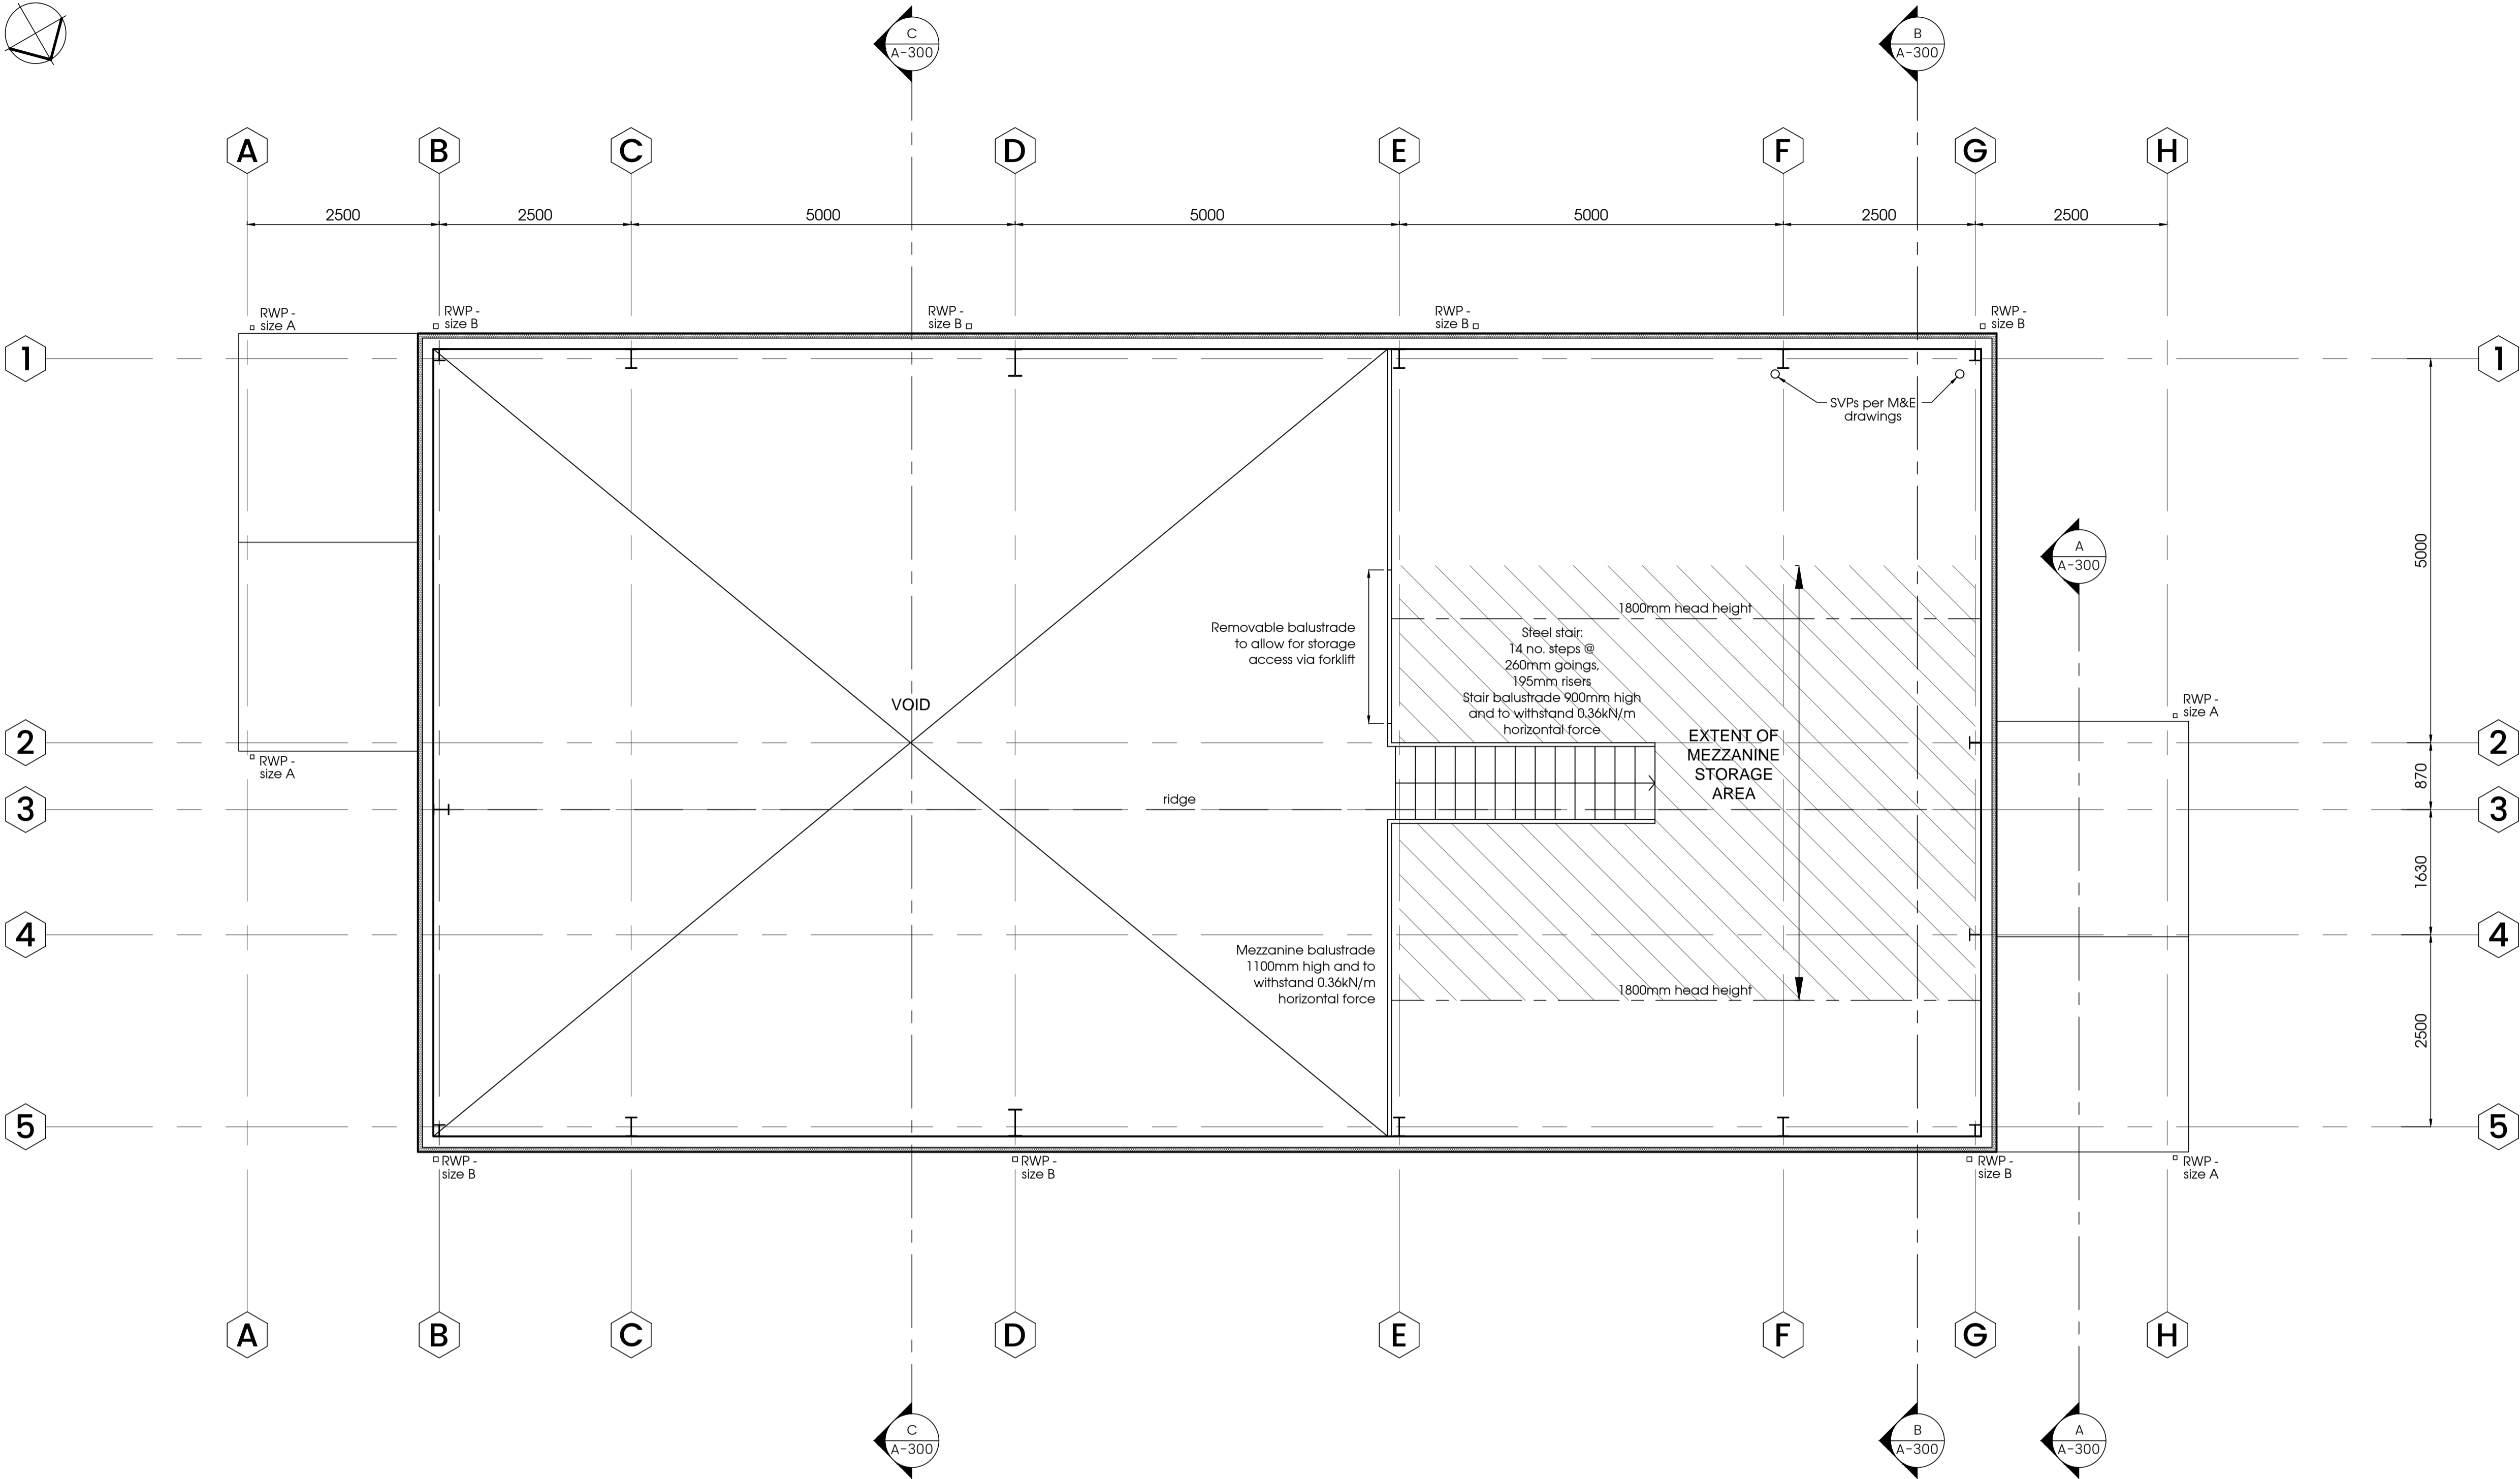 C
A-300
B
A-300
A
B
C
D
E
F
G
H
2500
2500
5000
5000
5000
2500
2500
RWP -
size A
RWP -
size B
RWP -
size B
RWP -
size B
RWP -
size B
1
1
SVPs per M&E
drawings
A
A-300
5000
1800mm head height
Removable balustrade
to allow for storage
access via forklift
Steel stair:
14 no. steps @
260mm goings,
195mm risers
Stair balustrade 900mm high
and to withstand 0.36kN/m
horizontal force
VOID
RWP -
size A
2
2
EXTENT OF
MEZZANINE
STORAGE
AREA
RWP -
size A
870
ridge
3
3
1630
4
4
Mezzanine balustrade
1100mm high and to
withstand 0.36kN/m
horizontal force
1800mm head height
2500
5
5
RWP -
size B
RWP -
size B
RWP -
size B
RWP -
size A
A
B
C
D
E
F
G
H
C
A-300
B
A-300
A
A-300